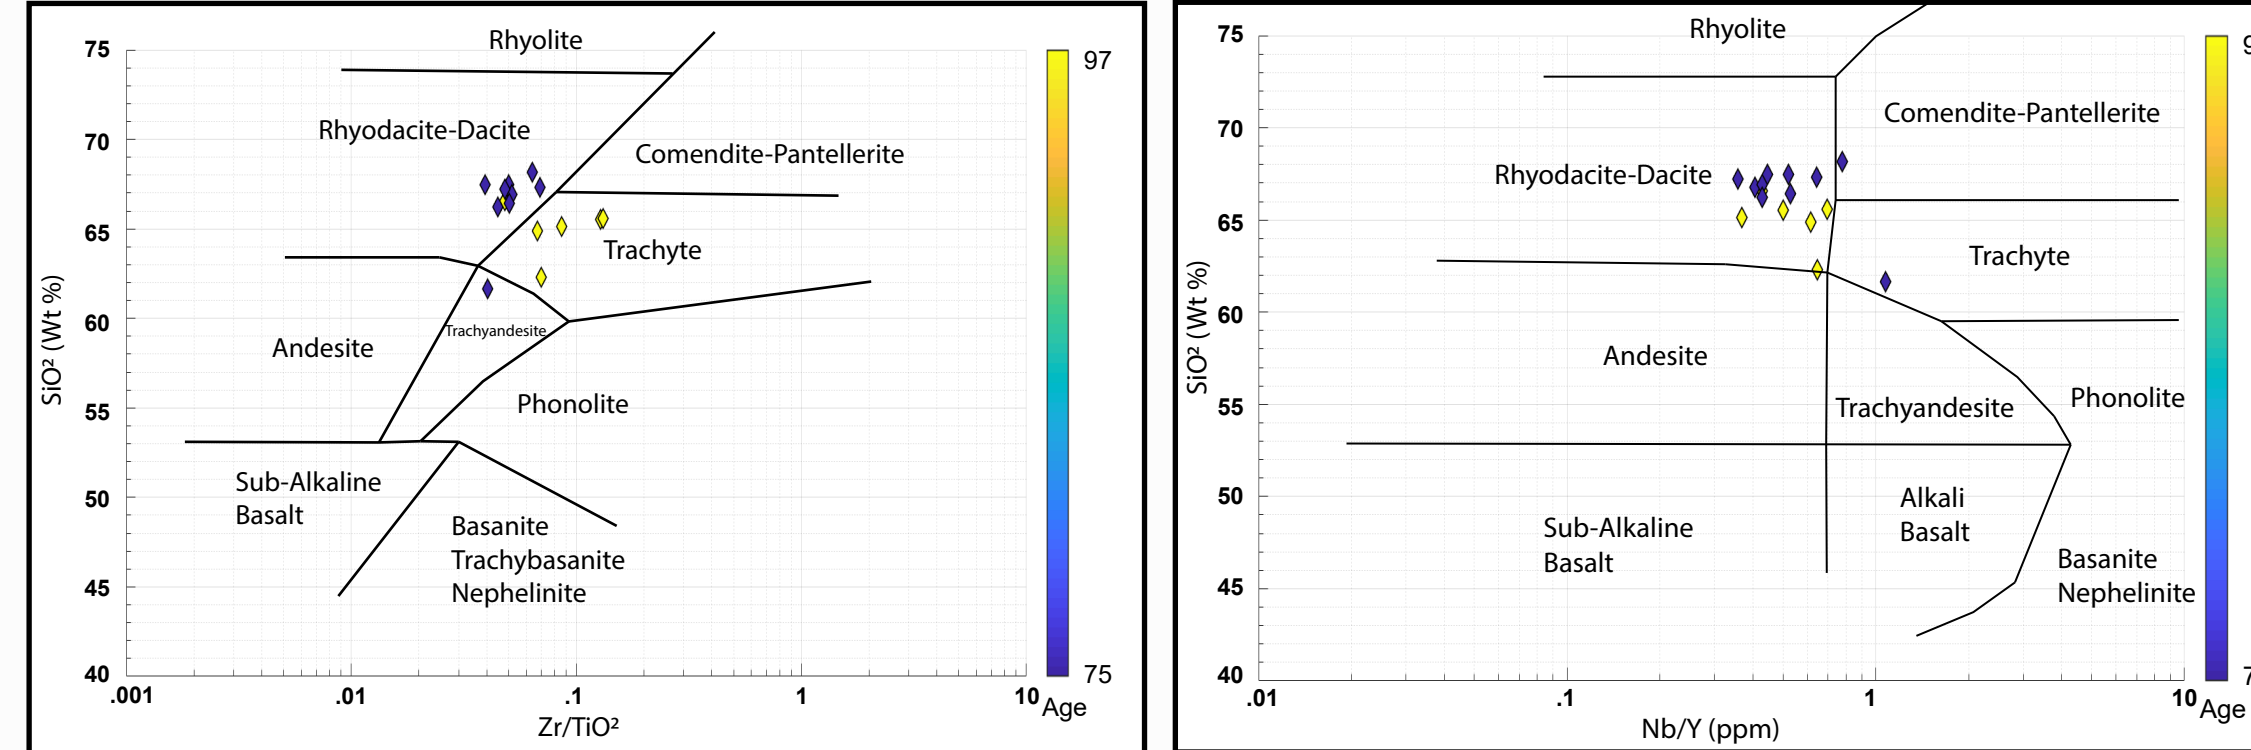 75
70
65
60
55
50
45
40
SiO² (Wt %)
Rhyolite
Rhyodacite-Dacite
Comendite-Pantellerite
Trachyte
Trachyandesite
Andesite
Phonolite
Sub-Alkaline
Basalt
Basanite
Trachybasanite
Nephelinite
.001
.01
.1
1
10
Zr/TiO²
97
75
Age
75
70
65
60
55
50
45
40
SiO² (Wt %)
Rhyolite
Comendite-Pantellerite
Rhyodacite-Dacite
Trachyte
Andesite
Trachyandesite
Phonolite
Alkali
Basalt
Sub-Alkaline
Basalt
Basanite
Nephelinite
.01
.1
1
10
Nb/Y (ppm)
Age